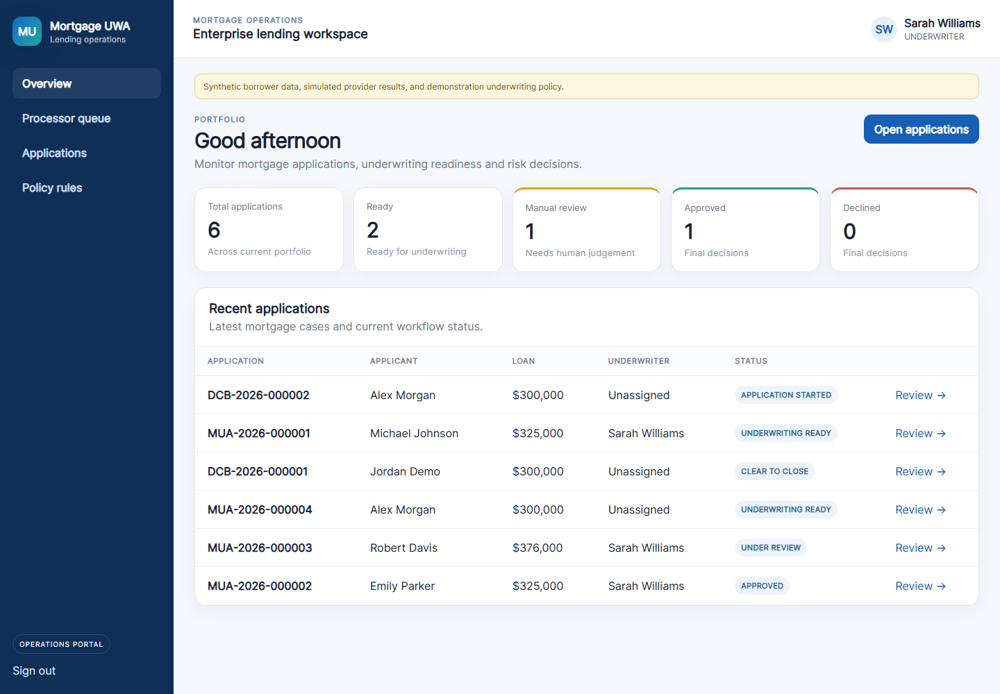 MU
Mortgage UWA
Lending operations
Overview
Processor queue
Applications
Policy rules
OPERATIONS PORTAL
Sign out
MORTGAGE OPERATIONS
Enterprise lending workspace
SW
Sarah Williams
UNDERWRITER
Synthetic borrower data, simulated provider results, and demonstration underwriting policy.
PORTFOLIO
Good afternoon
Monitor mortgage applications, underwriting readiness and risk decisions.
Open applications
Total applications
6
Across current portfolio
Ready
2
Ready for underwriting
Manual review
1
Needs human judgement
Approved
1
Final decisions
Declined
0
Final decisions
Recent applications
Latest mortgage cases and current workflow status.
APPLICATION APPLICANT LOAN UNDERWRITER STATUS
DCB-2026-000002 Alex Morgan $300,000 Unassigned APPLICATION STARTED Review →
MUA-2026-000001 Michael Johnson $325,000 Sarah Williams UNDERWRITING READY Review →
DCB-2026-000001 Jordan Demo $300,000 Unassigned CLEAR TO CLOSE Review →
MUA-2026-000004 Alex Morgan $300,000 Unassigned UNDERWRITING READY Review →
MUA-2026-000003 Robert Davis $376,000 Sarah Williams UNDER REVIEW Review →
MUA-2026-000002 Emily Parker $325,000 Sarah Williams APPROVED Review →